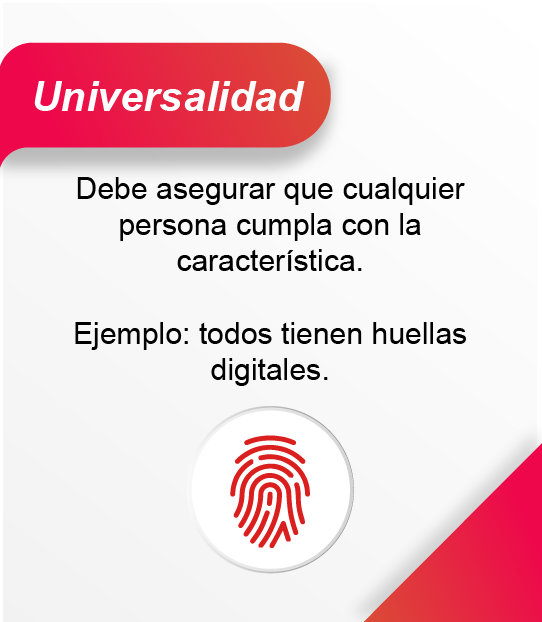 Universalidad
Debe asegurar que cualquier
persona cumpla con la
característica.
Ejemplo: todos tienen huellas
digitales.